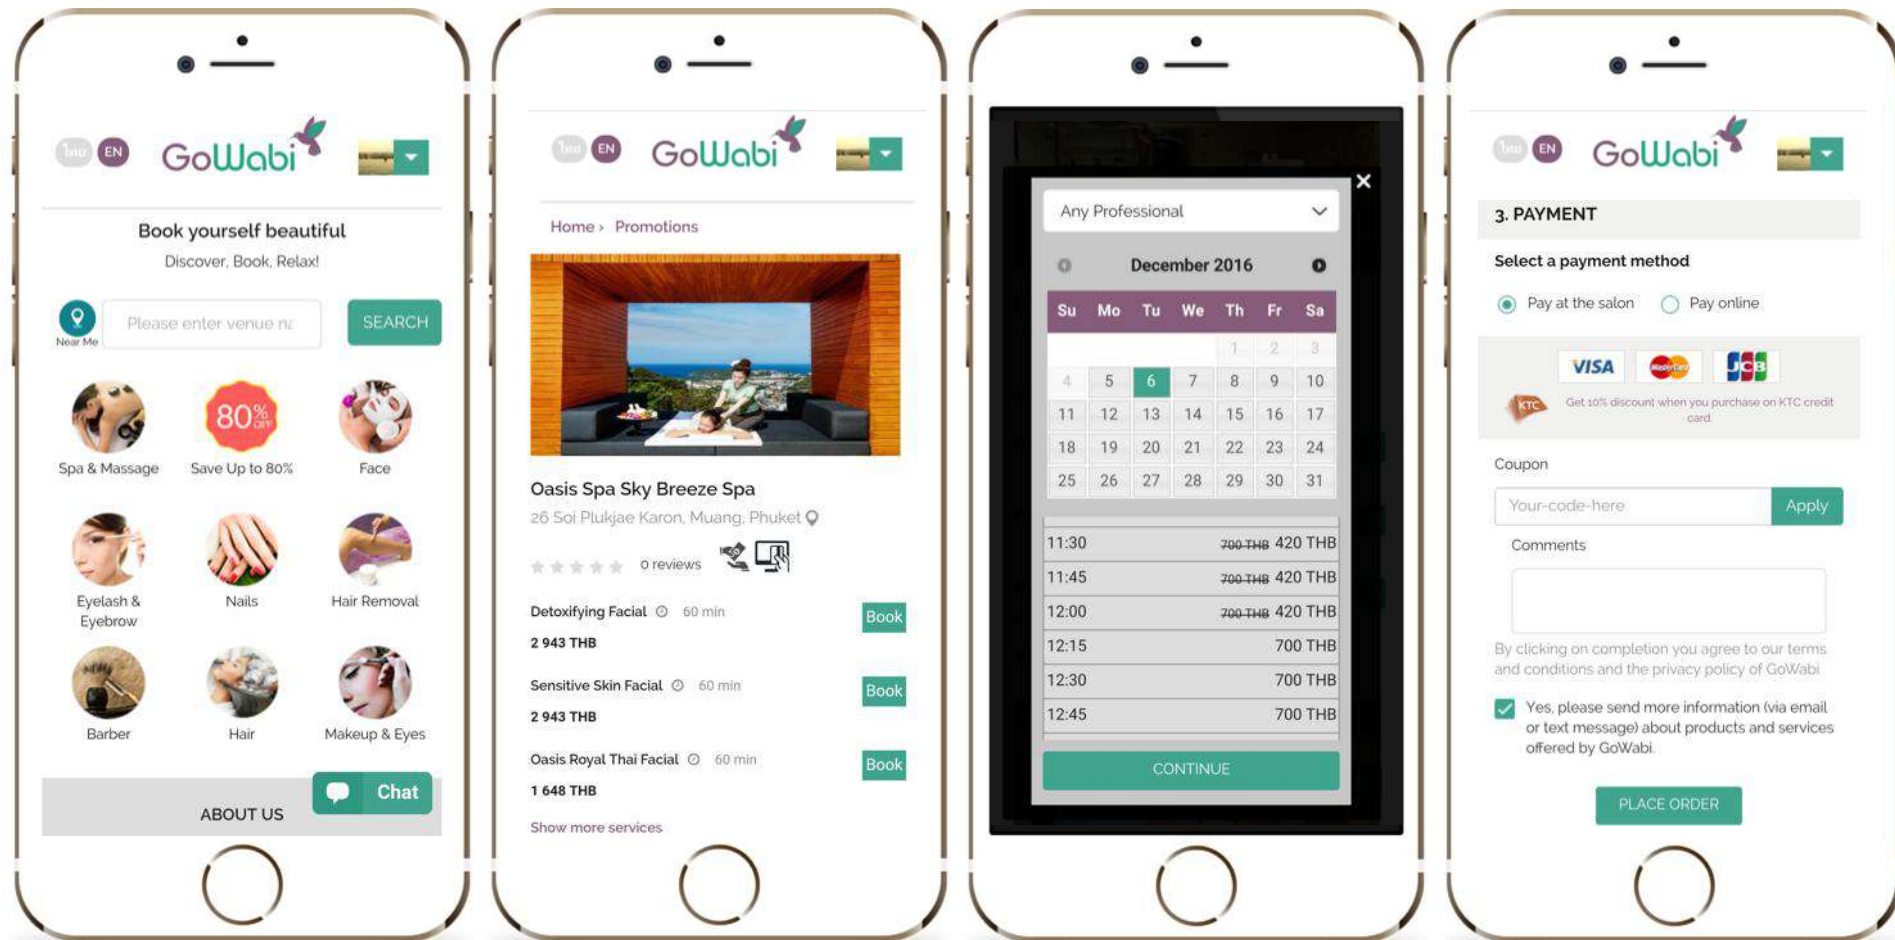 ไทย EN GoWabi
Book yourself beautiful
Discover, Book, Relax!
Near Me
Please enter venue na
SEARCH
80% OFF
Spa & Massage
Save Up to 80%
Face
Eyelash &
Eyebrow
Nails
Hair Removal
Barber
Hair
Makeup & Eyes
Chat
ABOUT US
ไทย EN GoWabi
Home › Promotions
Oasis Spa Sky Breeze Spa
26 Soi Plukjae Karon, Muang, Phuket
0 reviews
Detoxifying Facial 60 min
Book
2 943 THB
Sensitive Skin Facial 60 min
Book
2 943 THB
Oasis Royal Thai Facial 60 min
Book
1 648 THB
Show more services
Any Professional
December 2016
Su Mo Tu We Th Fr Sa
1 2 3
4 5 6 7 8 9 10
11 12 13 14 15 16 17
18 19 20 21 22 23 24
25 26 27 28 29 30 31
11:30 700 THB 420 THB
11:45 700 THB 420 THB
12:00 700 THB 420 THB
12:15 700 THB
12:30 700 THB
12:45 700 THB
CONTINUE
ไทย EN GoWabi
3. PAYMENT
Select a payment method
Pay at the salon Pay online
VISA MasterCard JCB
KTC
Get 10% discount when you purchase on KTC credit
card.
Coupon
Your-code-here
Apply
Comments
By clicking on completion you agree to our terms
and conditions and the privacy policy of GoWabi
Yes, please send more information (via email
or text message) about products and services
offered by GoWabi.
PLACE ORDER